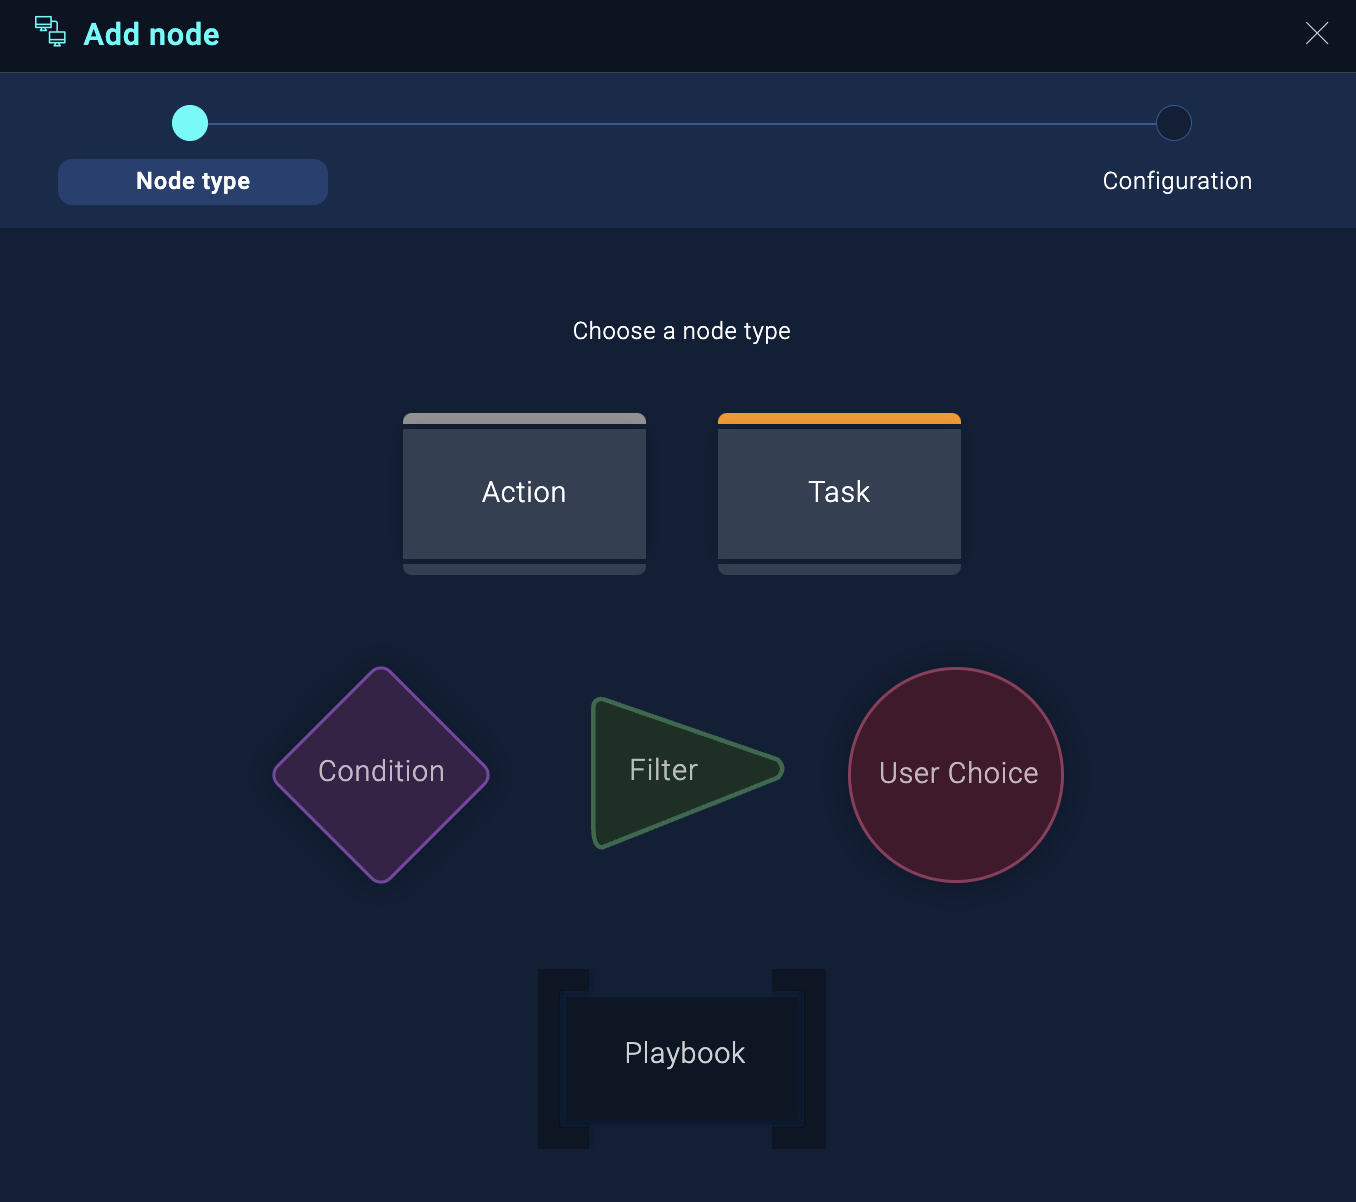 Add node
Node type
Configuration
Choose a node type
Action
Task
Condition
Filter
User Choice
Playbook